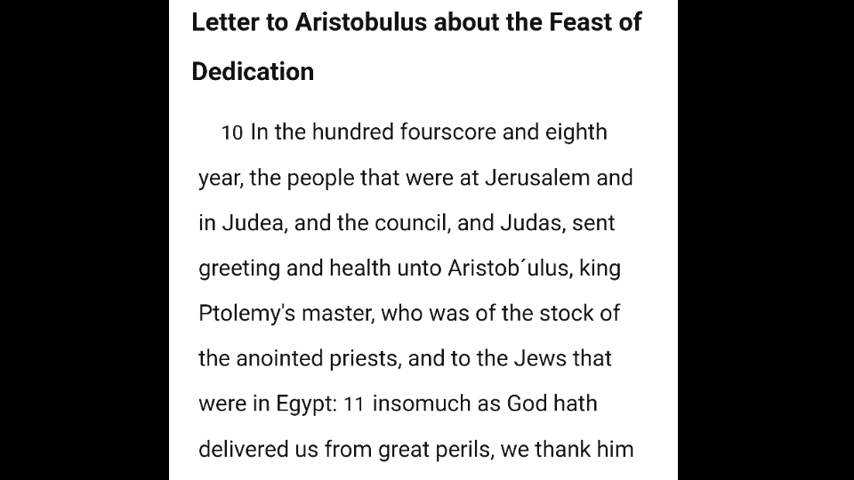 Letter to Aristobulus about the Feast of
Dedication
10 In the hundred fourscore and eighth
year, the people that were at Jerusalem and
in Judea, and the council, and Judas, sent
greeting and health unto Aristob´ulus, king
Ptolemy's master, who was of the stock of
the anointed priests, and to the Jews that
were in Egypt: 11 insomuch as God hath
delivered us from great perils, we thank him